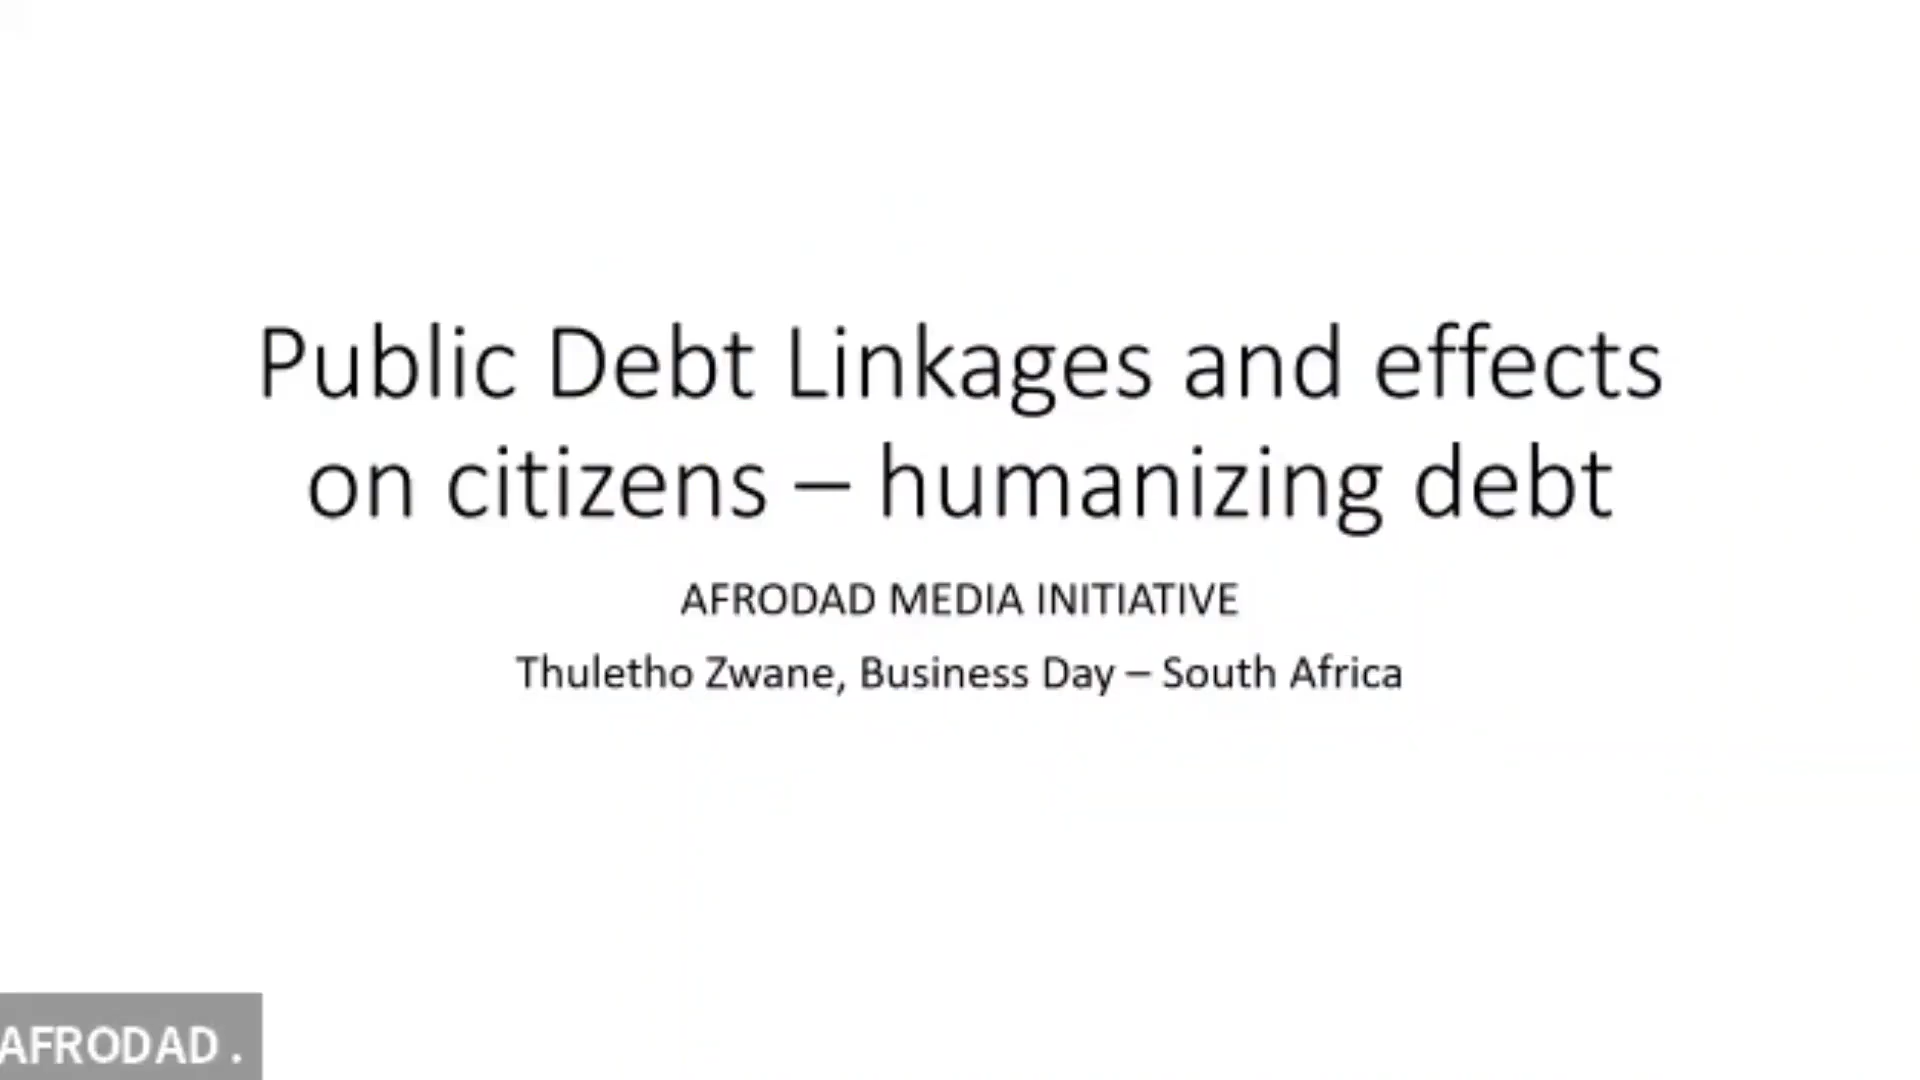 Public Debt Linkages and effects
on citizens – humanizing debt
AFRODAD MEDIA INITIATIVE
Thuletho Zwane, Business Day – South Africa
AFRODAD .